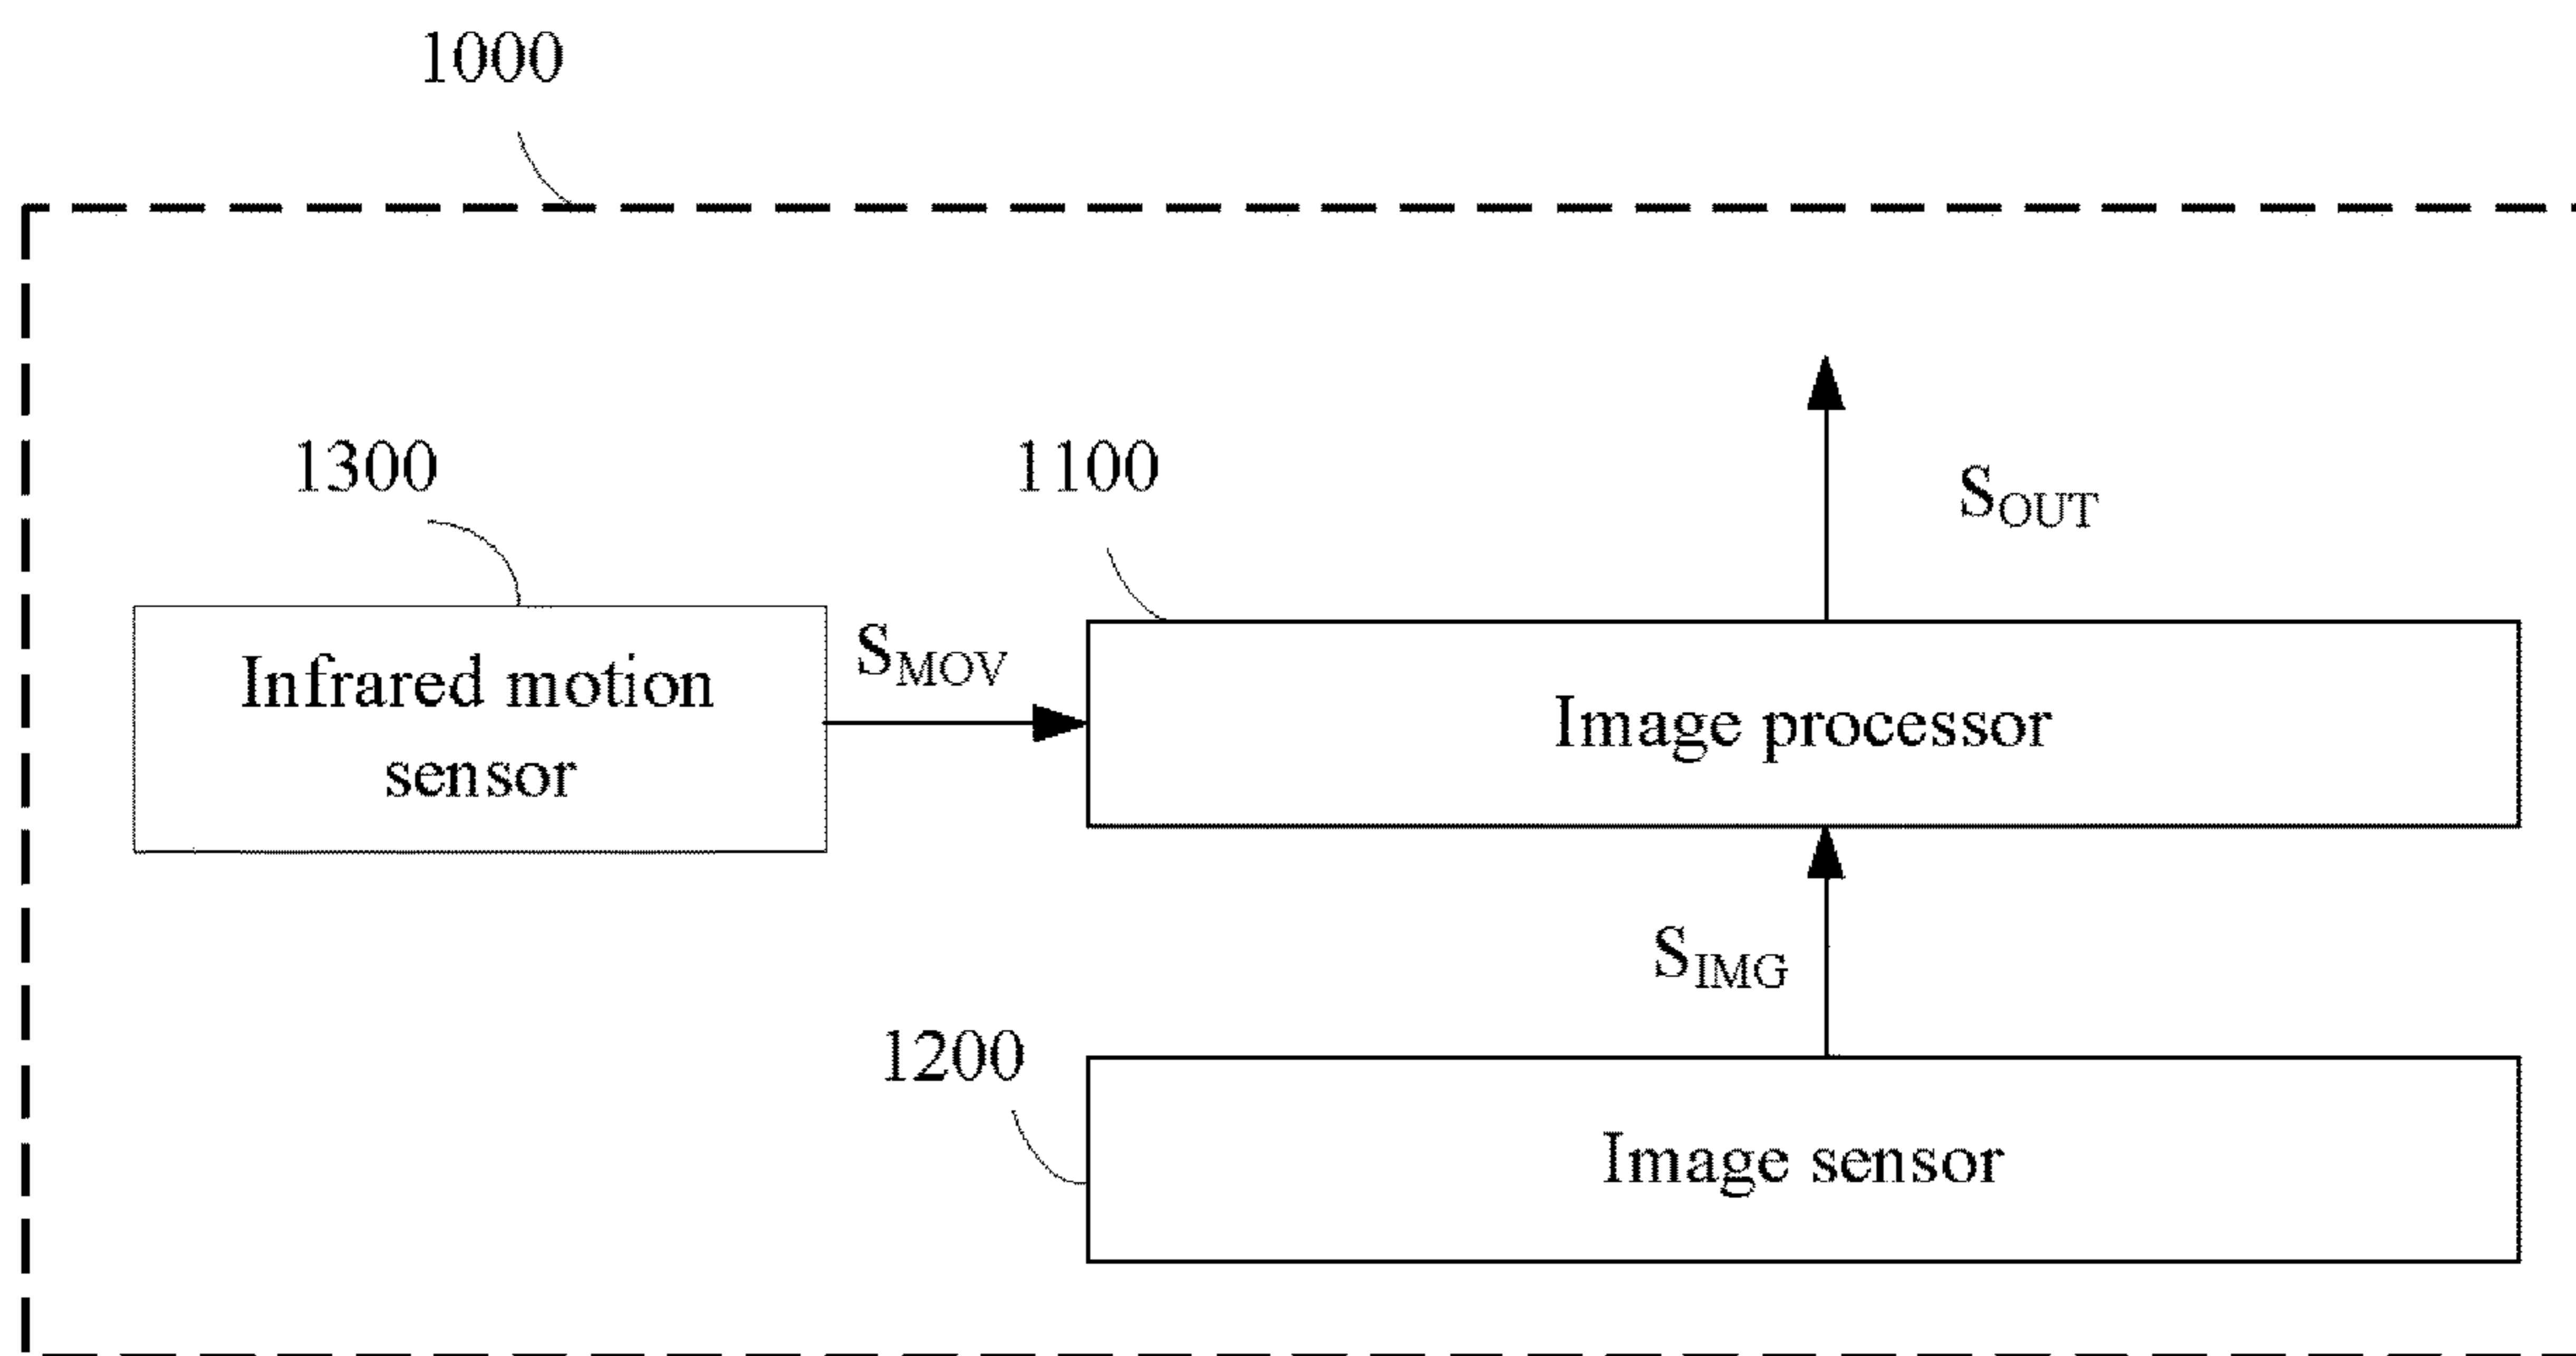 1000
1300
1100
SOUT
Infrared motion
sensor
SMOV
Image processor
SIMG
1200
Image sensor